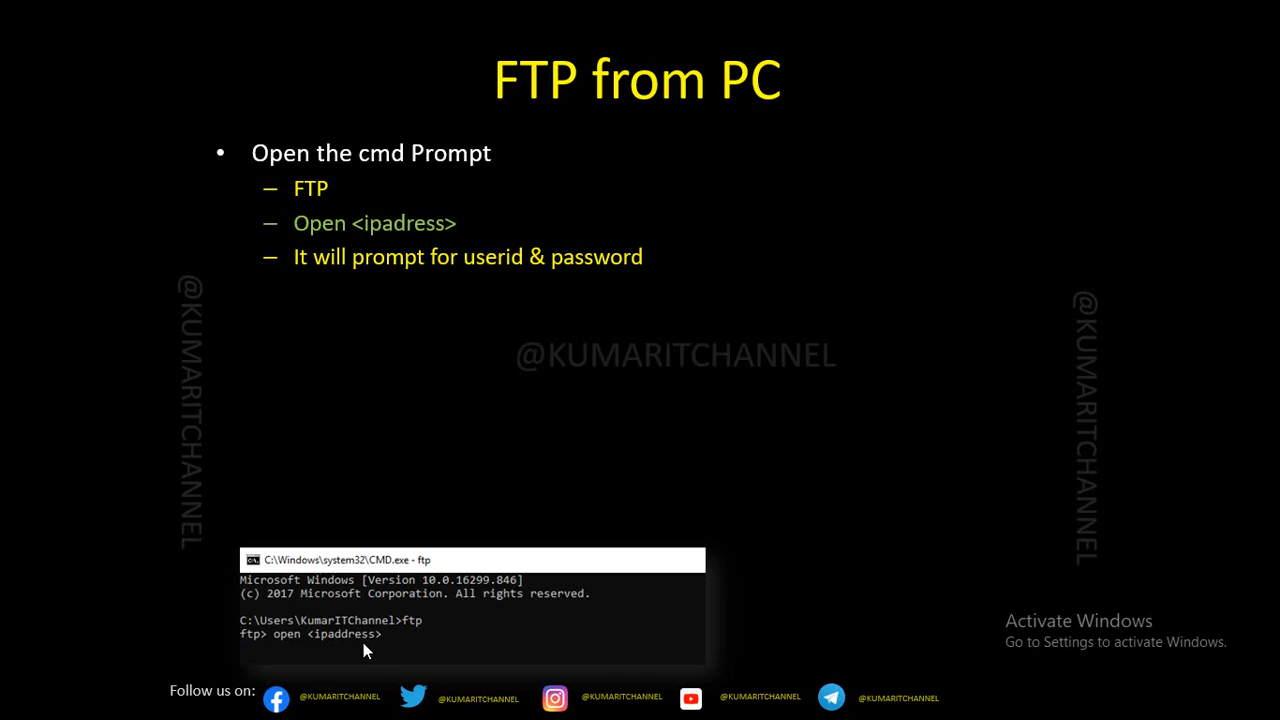 FTP from PC
• Open the cmd Prompt
– FTP
– Open <ipadress>
– It will prompt for userid & password
@KUMARITCHANNEL
@KUMARITCHANNEL
@KUMARITCHANNEL
C:\Windows\system32\CMD.exe - ftp
Microsoft Windows [Version 10.0.16299.846]
(c) 2017 Microsoft Corporation. All rights reserved.
C:\Users\KumarITChannel>ftp
ftp> open <ipaddress>
Activate Windows
Go to Settings to activate Windows.
Follow us on: @KUMARITCHANNEL @KUMARITCHANNEL @KUMARITCHANNEL @KUMARITCHANNEL @KUMARITCHANNEL